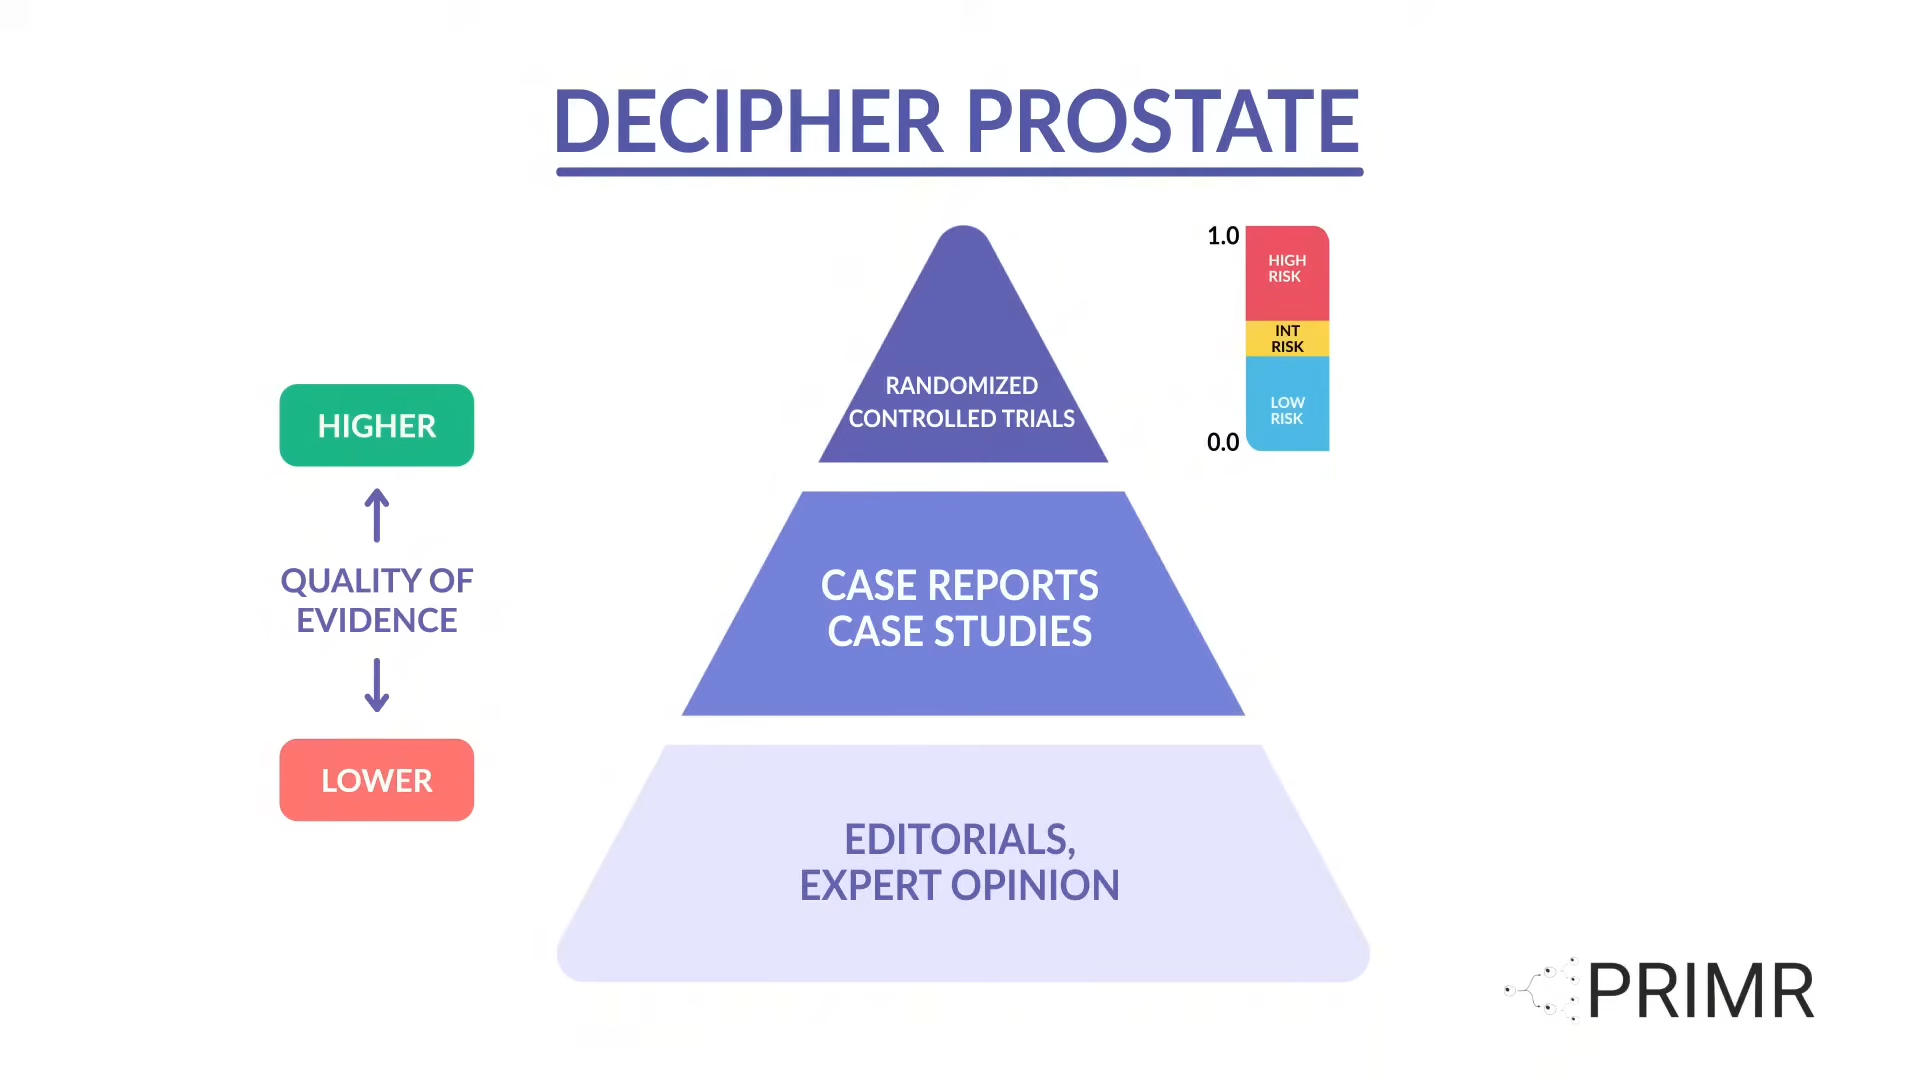 DECIPHER PROSTATE
1.0
HIGH
RISK
INT
RISK
LOW
RISK
0.0
RANDOMIZED
CONTROLLED TRIALS
HIGHER
QUALITY OF
EVIDENCE
LOWER
CASE REPORTS
CASE STUDIES
EDITORIALS,
EXPERT OPINION
PRIMR